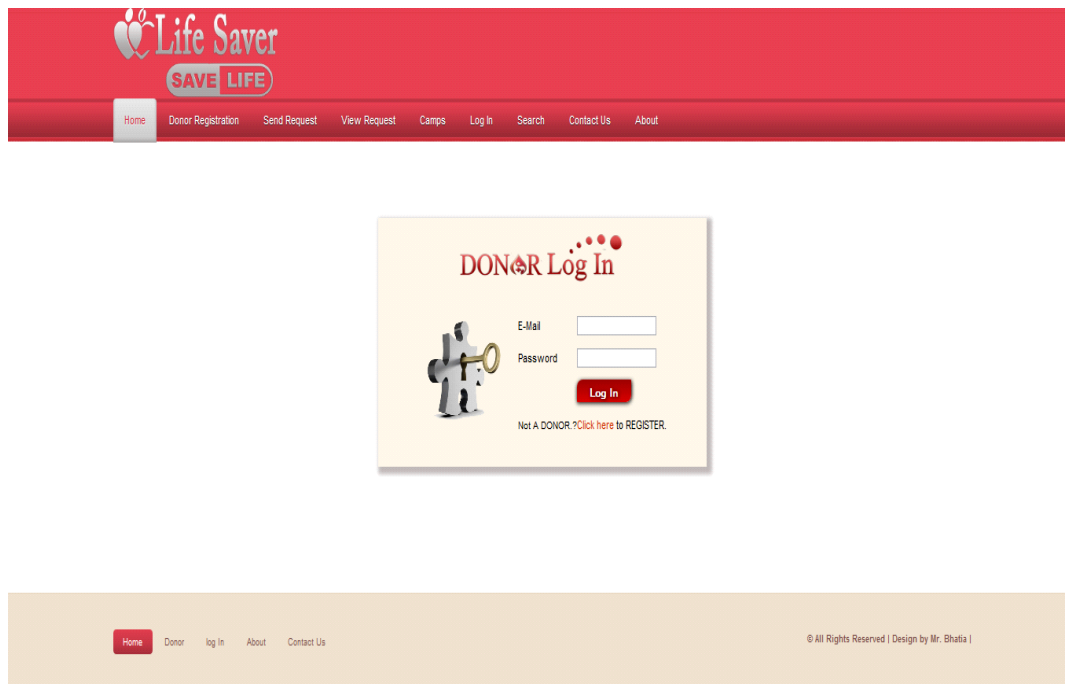 Life Saver
SAVE LIFE
Home Donor Registration Send Request View Request Camps Log In Search Contact Us About
DONOR Log In
E-Mail
Password
Log In
Not A DONOR.?Click here to REGISTER.
Home Donor log In About Contact Us
© All Rights Reserved | Design by Mr. Bhatia |